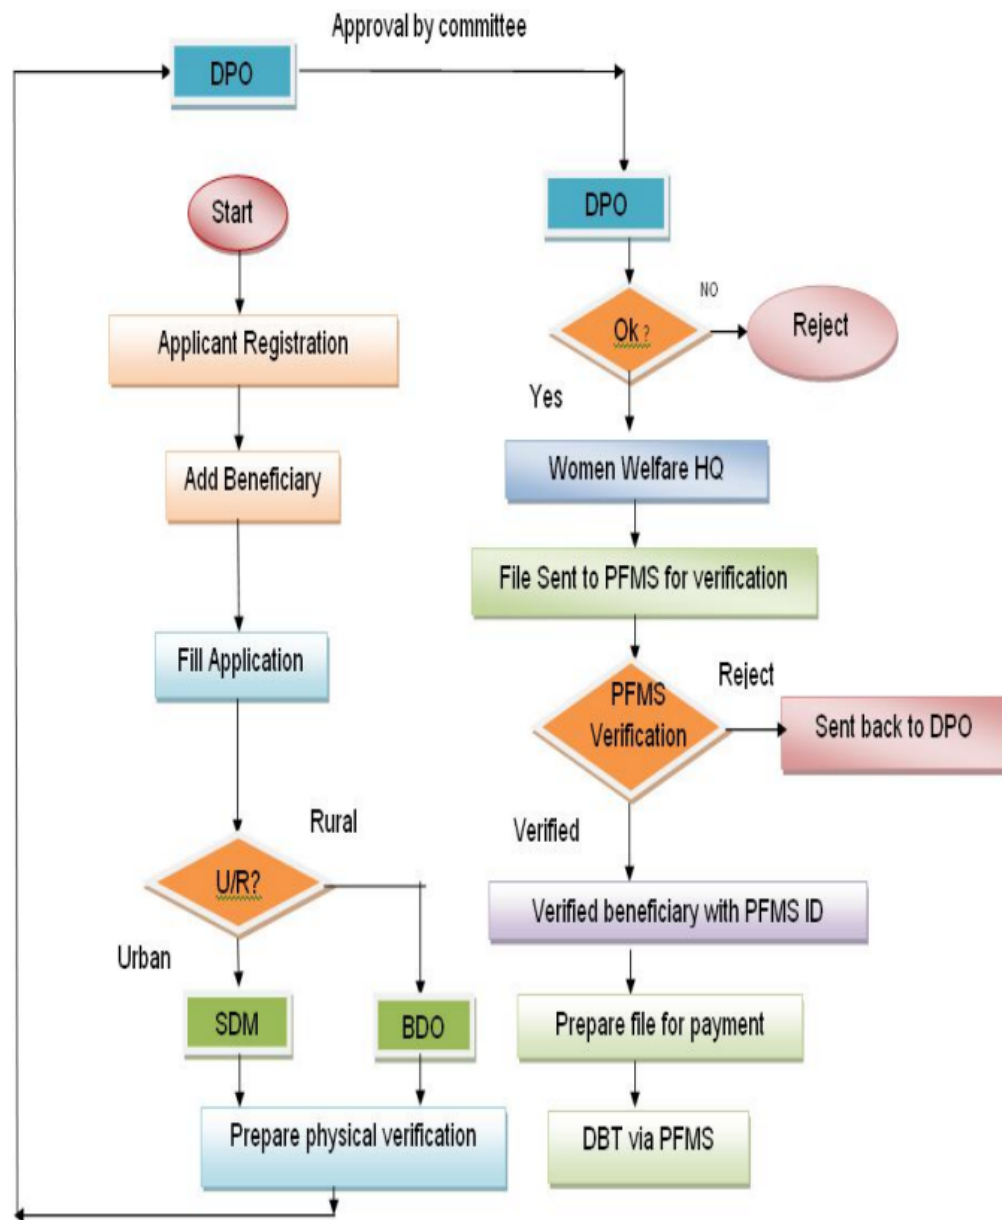 Approval by committee
DPO
Start
Applicant Registration
Add Beneficiary
Fill Application
Rural
U/R?
Urban
SDM
BDO
Prepare physical verification
DPO
NO
Ok ?
Reject
Yes
Women Welfare HQ
File Sent to PFMS for verification
Reject
PFMS
Verification
Sent back to DPO
Verified
Verified beneficiary with PFMS ID
Prepare file for payment
DBT via PFMS